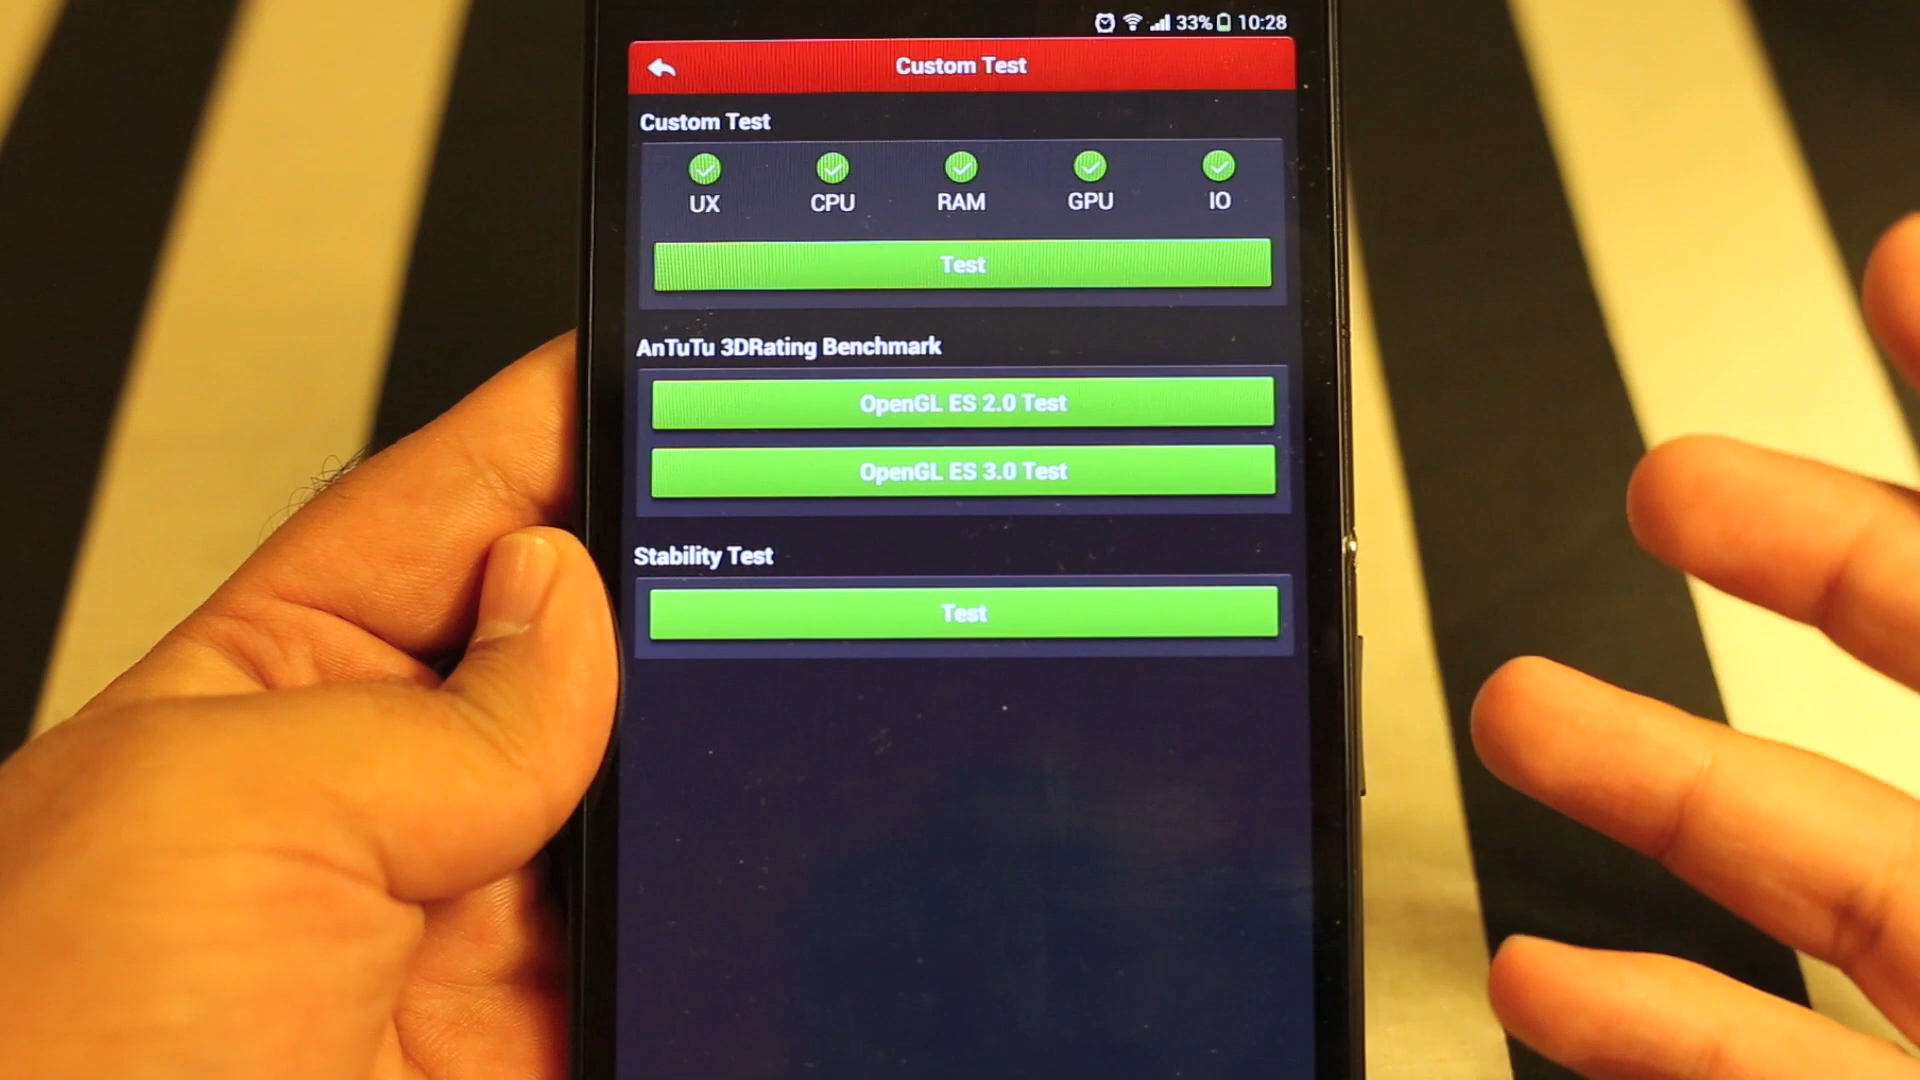 33% 10:28
Custom Test
Custom Test
UX CPU RAM GPU IO
Test
AnTuTu 3DRating Benchmark
OpenGL ES 2.0 Test
OpenGL ES 3.0 Test
Stability Test
Test